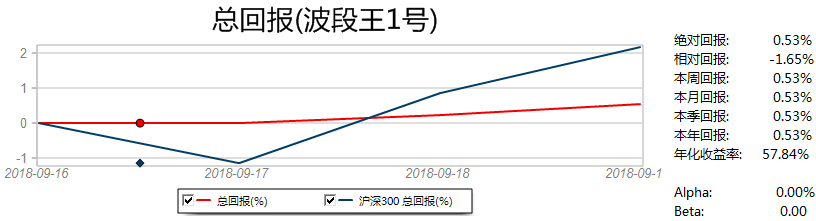 总回报(波段王1号)
2
1
0
-1
2018-09-16 2018-09-17 2018-09-18 2018-09-1
总回报(%) 沪深300 总回报(%)
绝对回报: 0.53%
相对回报: -1.65%
本周回报: 0.53%
本月回报: 0.53%
本季回报: 0.53%
本年回报: 0.53%
年化收益率: 57.84%
Alpha: 0.00%
Beta: 0.00